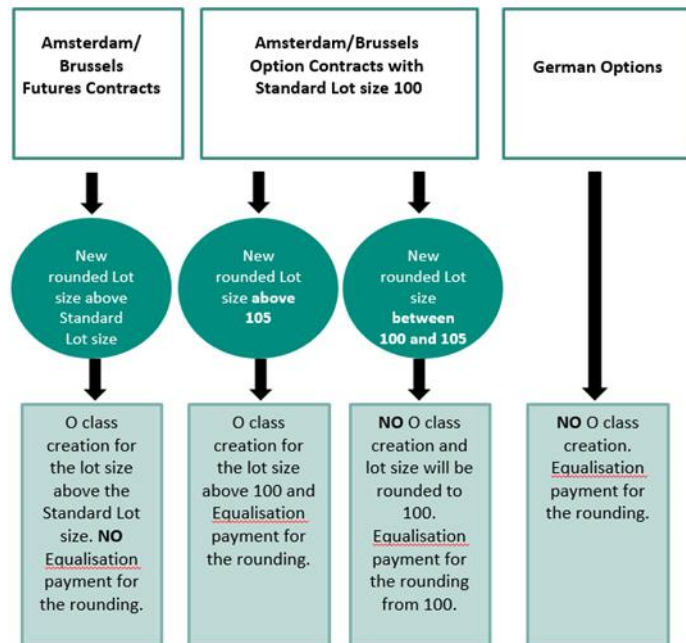 Amsterdam/
Brussels
Futures Contracts
Amsterdam/Brussels
Option Contracts with
Standard Lot size 100
German Options
New
rounded Lot
size above
Standard
Lot size
New
rounded Lot
size above
105
New
rounded Lot
size
between
100 and 105
O class
creation for
the lot size
above the
Standard Lot
size. NO
Equalisation
payment for
the rounding.
O class
creation for
the lot size
above 100 and
Equalisation
payment for
the rounding.
NO O class
creation and
lot size will be
rounded to
100.
Equalisation
payment for
the rounding
from 100.
NO O class
creation.
Equalisation
payment for
the rounding.